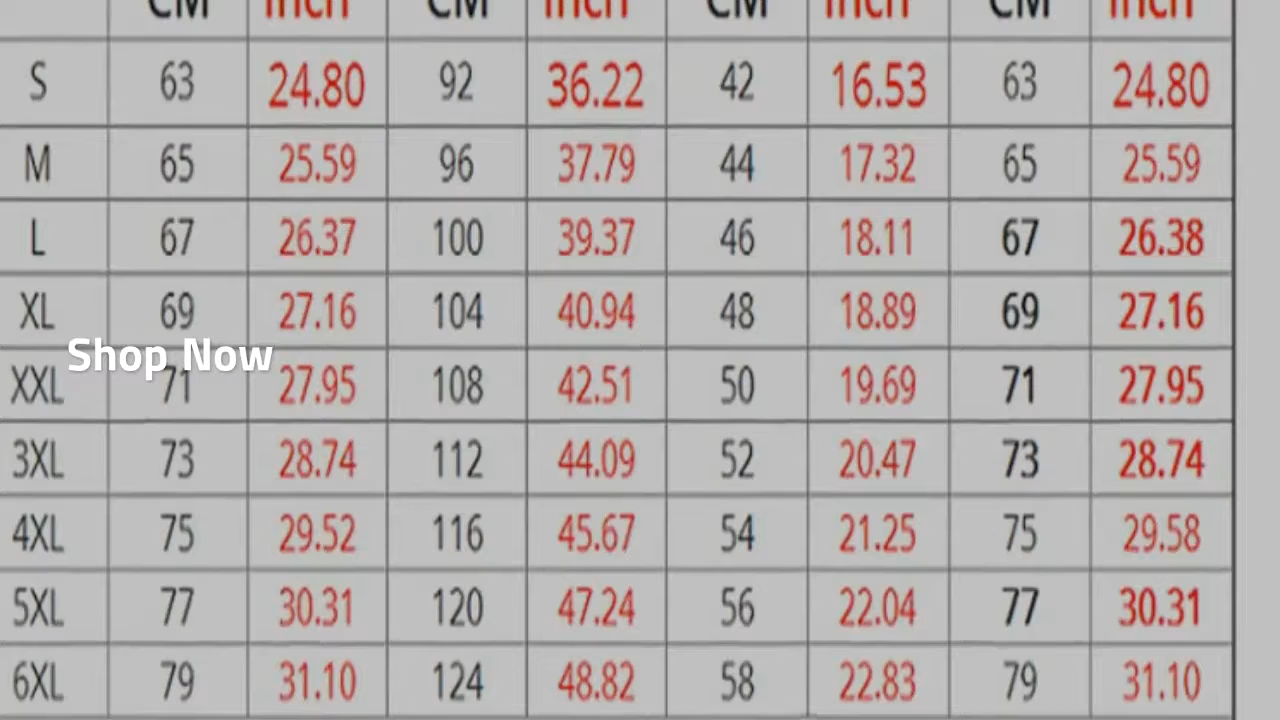 CM Inch CM Inch CM Inch CM Inch
S 63 24.80 92 36.22 42 16.53 63 24.80
M 65 25.59 96 37.79 44 17.32 65 25.59
L 67 26.37 100 39.37 46 18.11 67 26.38
XL 69 27.16 104 40.94 48 18.89 69 27.16
Shop Now
XXL 71 27.95 108 42.51 50 19.69 71 27.95
3XL 73 28.74 112 44.09 52 20.47 73 28.74
4XL 75 29.52 116 45.67 54 21.25 75 29.58
5XL 77 30.31 120 47.24 56 22.04 77 30.31
6XL 79 31.10 124 48.82 58 22.83 79 31.10